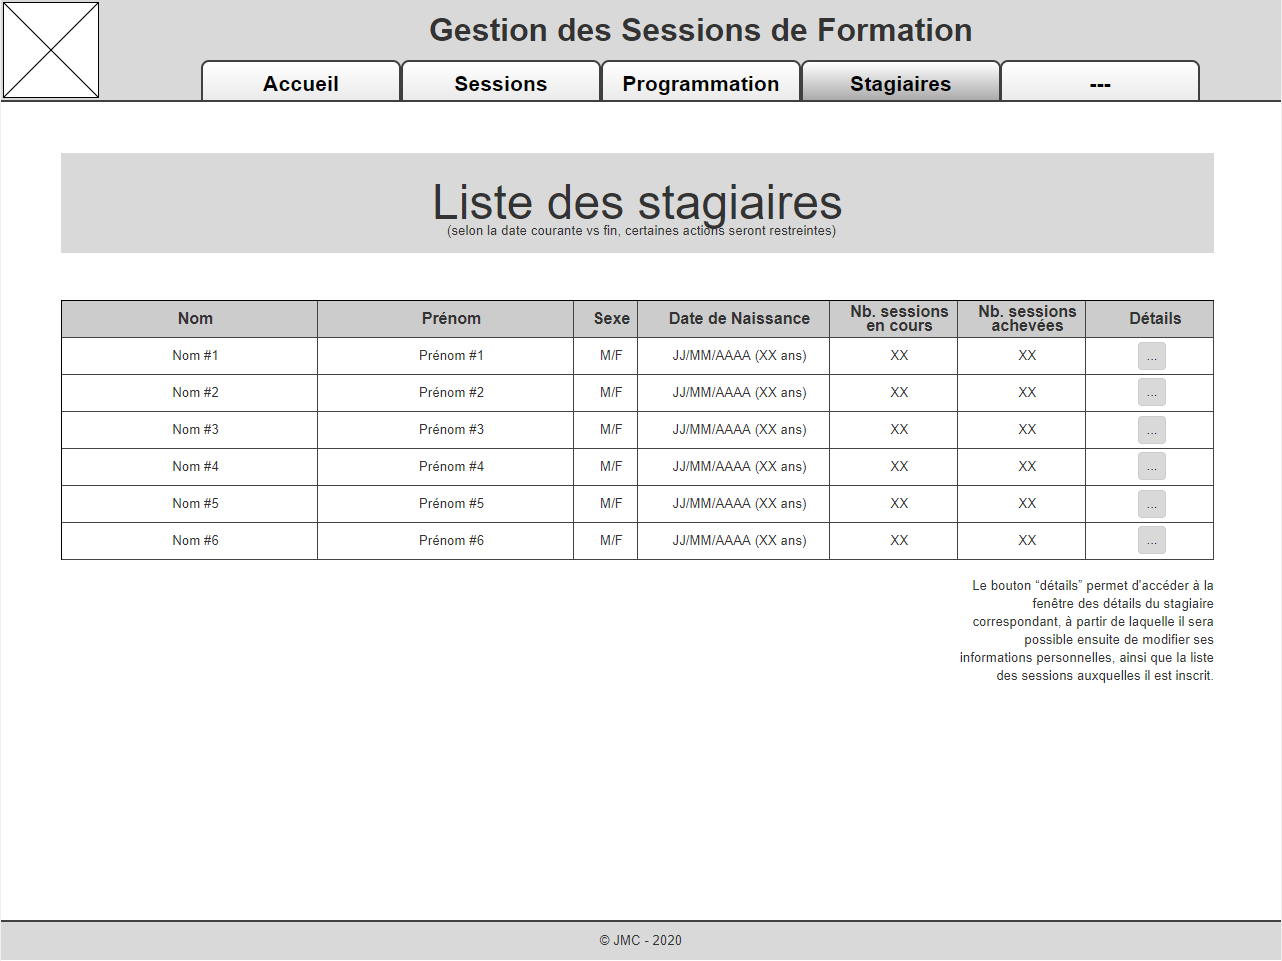 Gestion des Sessions de Formation
Accueil Sessions Programmation Stagiaires ---
Liste des stagiaires
(selon la date courante vs fin, certaines actions seront restreintes)
Nom Prénom Sexe Date de Naissance Nb. sessions en cours Nb. sessions achevées Détails
Nom #1 Prénom #1 M/F JJ/MM/AAAA (XX ans) XX XX ...
Nom #2 Prénom #2 M/F JJ/MM/AAAA (XX ans) XX XX ...
Nom #3 Prénom #3 M/F JJ/MM/AAAA (XX ans) XX XX ...
Nom #4 Prénom #4 M/F JJ/MM/AAAA (XX ans) XX XX ...
Nom #5 Prénom #5 M/F JJ/MM/AAAA (XX ans) XX XX ...
Nom #6 Prénom #6 M/F JJ/MM/AAAA (XX ans) XX XX ...
Le bouton “détails” permet d'accéder à la
fenêtre des détails du stagiaire
correspondant, à partir de laquelle il sera
possible ensuite de modifier ses
informations personnelles, ainsi que la liste
des sessions auxquelles il est inscrit.
© JMC - 2020